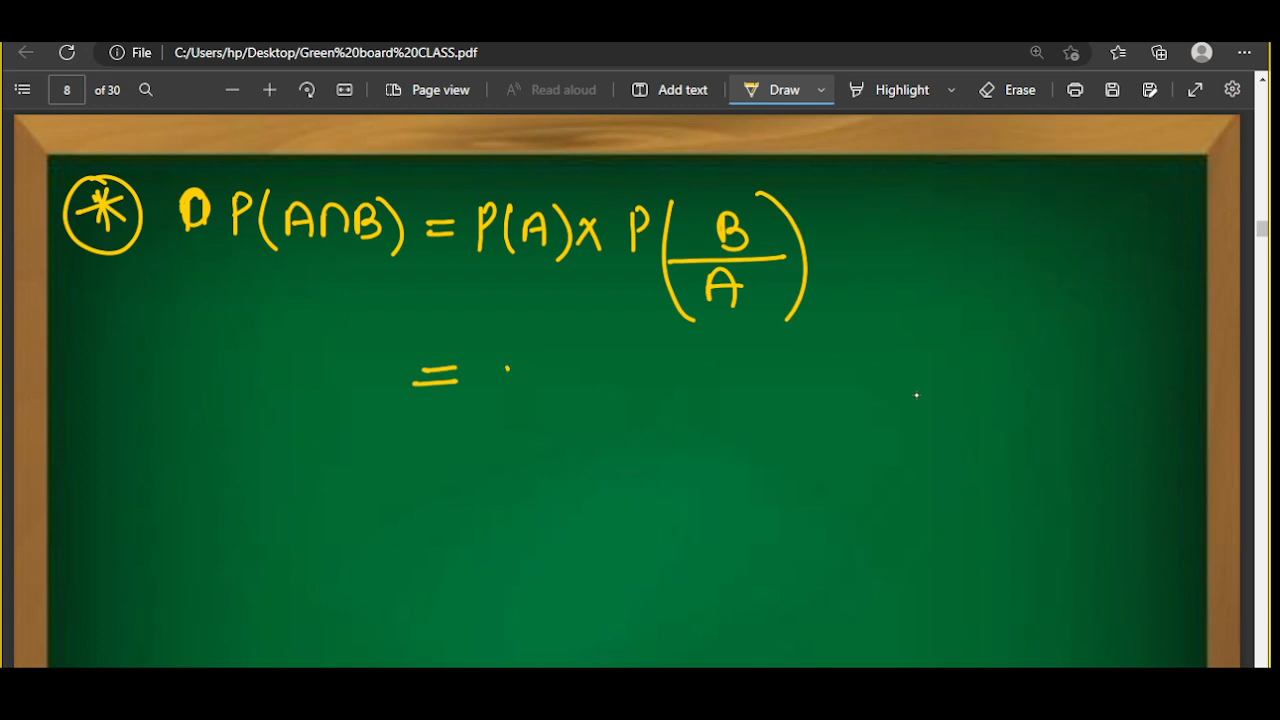 File C:/Users/hp/Desktop/Green%20board%20CLASS.pdf
8 of 30 Page view Read aloud Add text Draw Highlight Erase
P(A∩B) = P(A) x P(B/A)
=